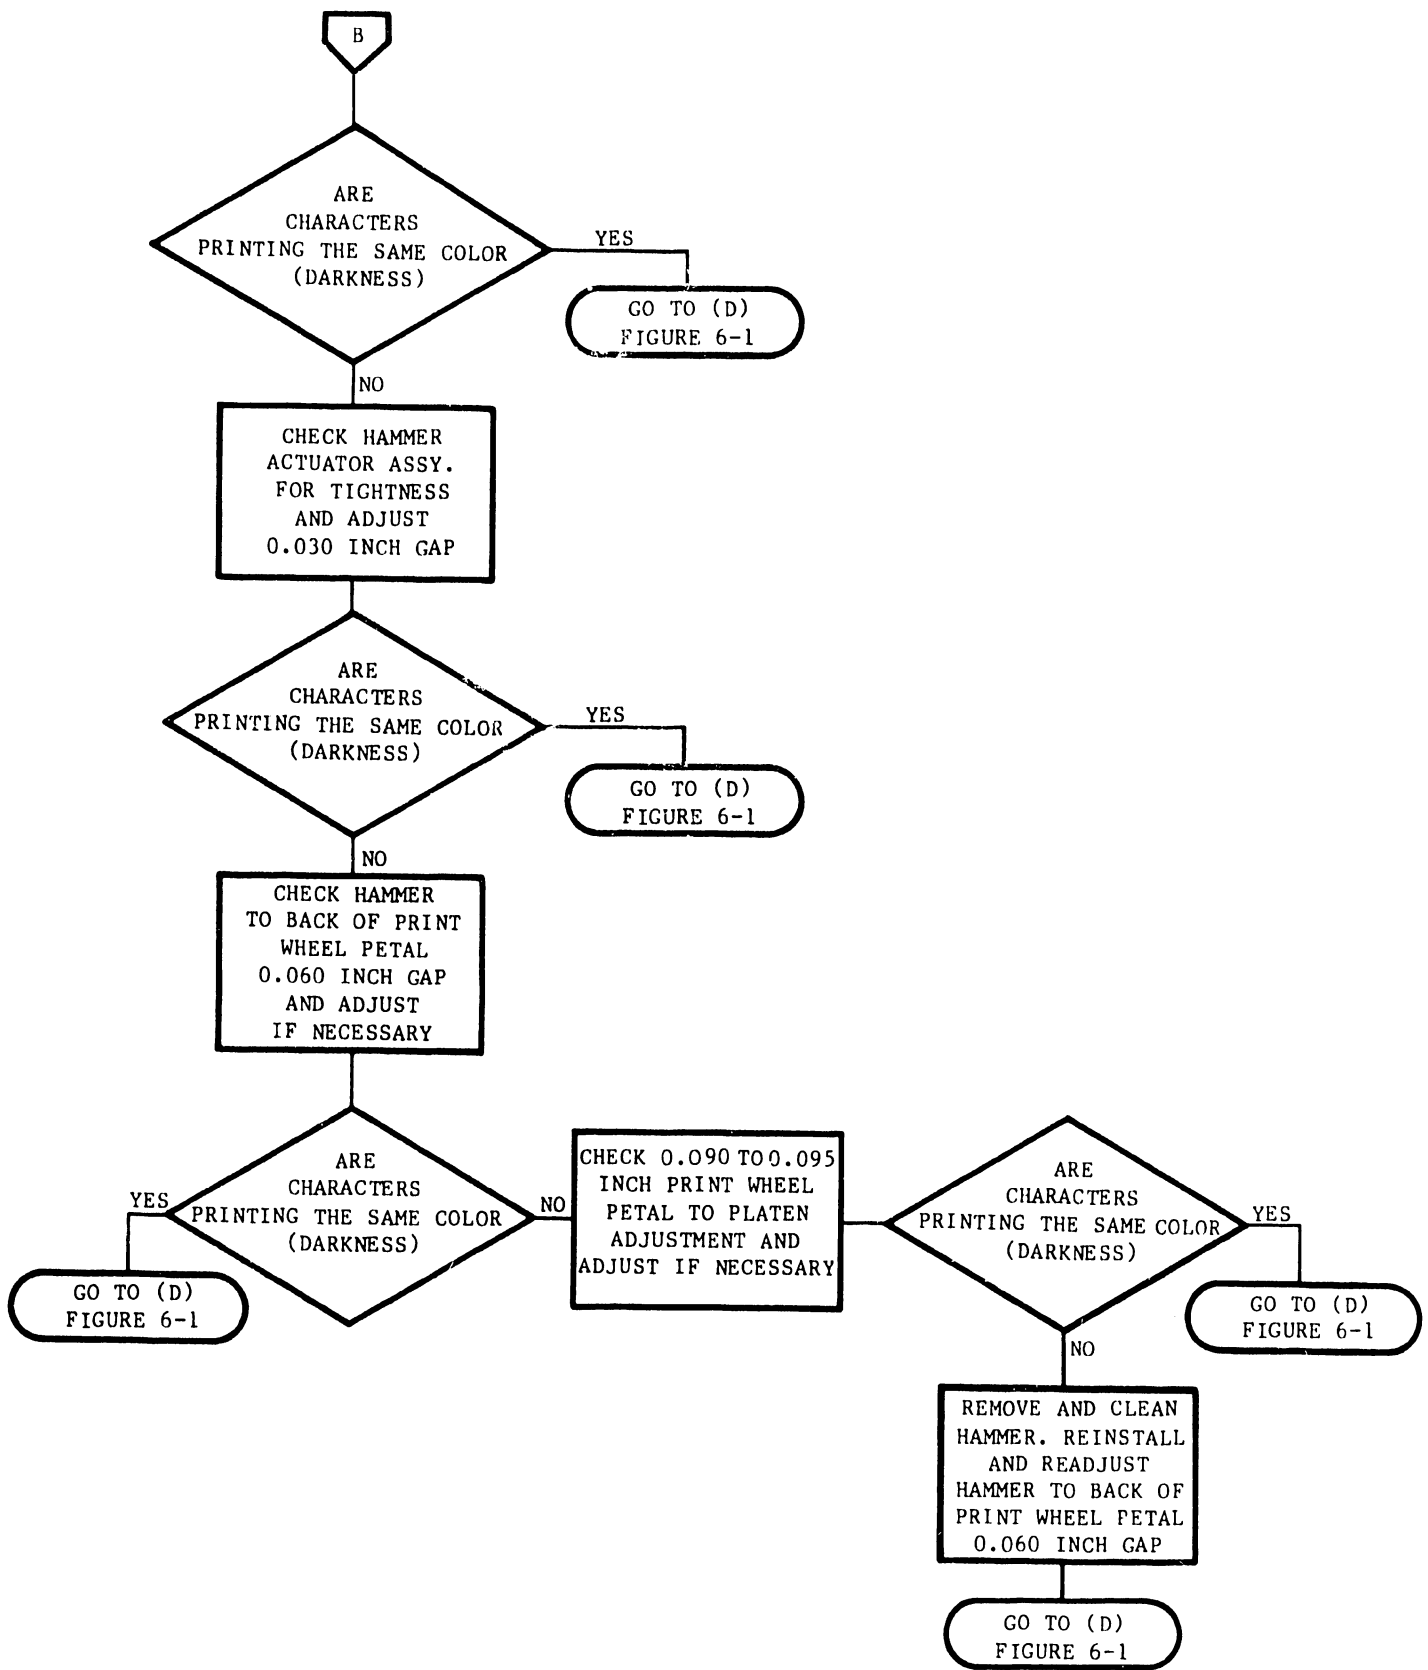 B
ARE
CHARACTERS
PRINTING THE SAME COLOR
(DARKNESS)
YES
GO TO (D)
FIGURE 6-1
NO
CHECK HAMMER
ACTUATOR ASSY.
FOR TIGHTNESS
AND ADJUST
0.030 INCH GAP
ARE
CHARACTERS
PRINTING THE SAME COLOR
(DARKNESS)
YES
GO TO (D)
FIGURE 6-1
NO
CHECK HAMMER
TO BACK OF PRINT
WHEEL PETAL
0.060 INCH GAP
AND ADJUST
IF NECESSARY
ARE
CHARACTERS
PRINTING THE SAME COLOR
(DARKNESS)
YES
GO TO (D)
FIGURE 6-1
NO
CHECK 0.090 TO 0.095
INCH PRINT WHEEL
PETAL TO PLATEN
ADJUSTMENT AND
ADJUST IF NECESSARY
ARE
CHARACTERS
PRINTING THE SAME COLOR
(DARKNESS)
YES
GO TO (D)
FIGURE 6-1
NO
REMOVE AND CLEAN
HAMMER. REINSTALL
AND READJUST
HAMMER TO BACK OF
PRINT WHEEL PETAL
0.060 INCH GAP
GO TO (D)
FIGURE 6-1